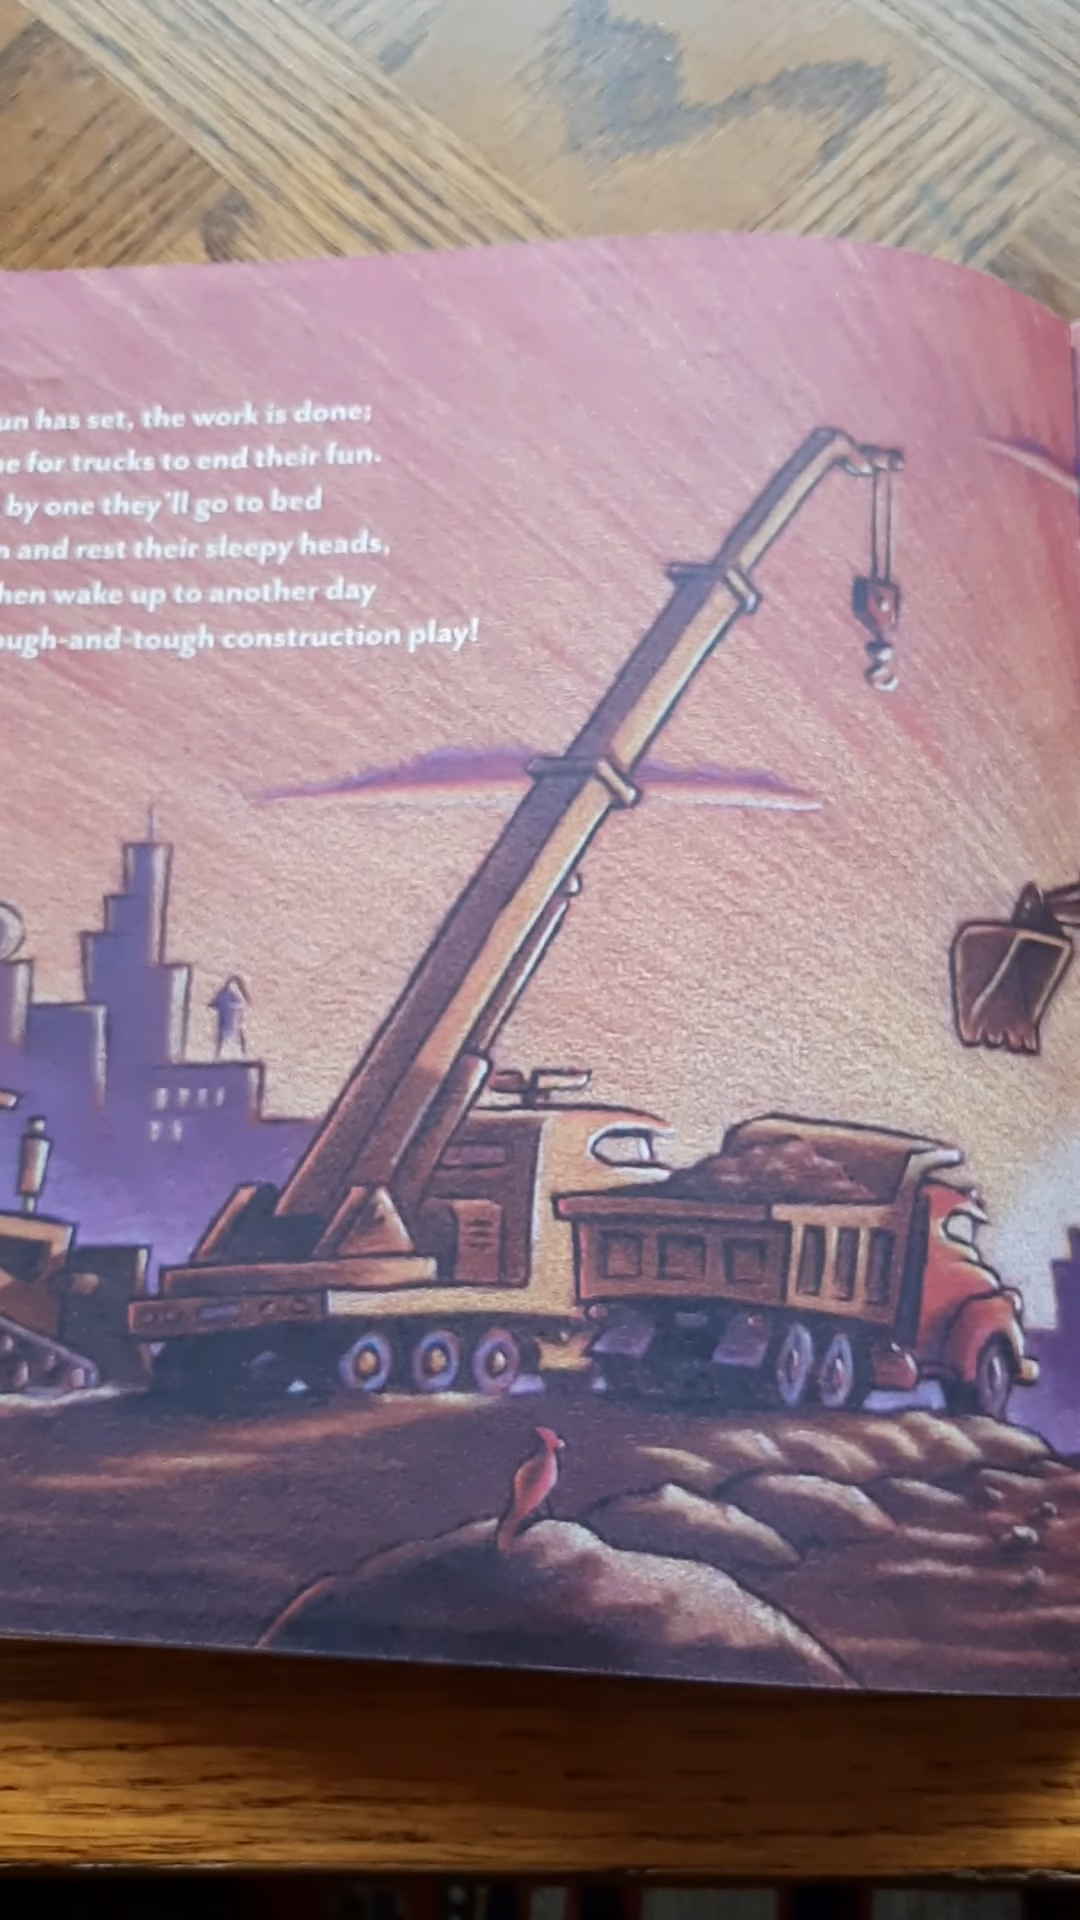 un has set, the work is done;
e for trucks to end their fun.
by one they'll go to bed
n and rest their sleepy heads,
hen wake up to another day
ough-and-tough construction play!